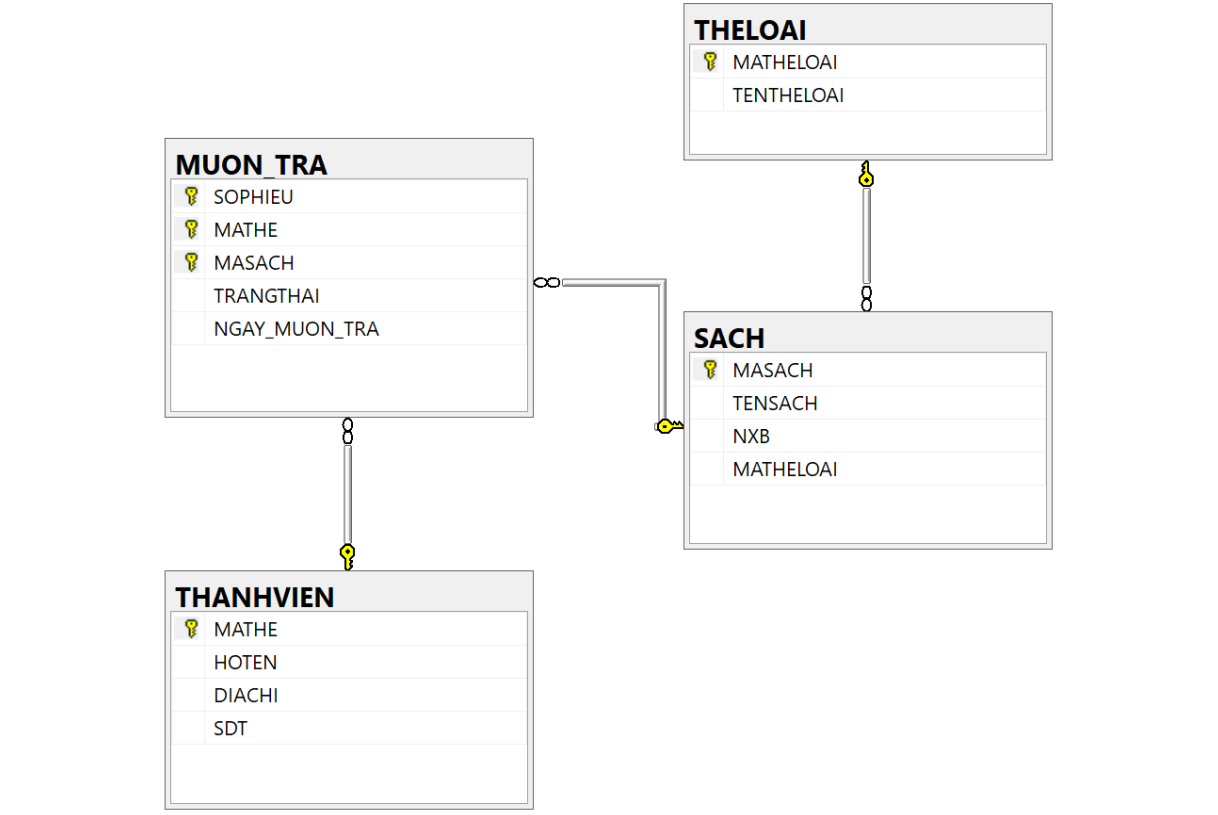 THELOAI
MATHELOAI
TENTHELOAI
MUON_TRA
SOPHIEU
MATHE
MASACH
TRANGTHAI
NGAY_MUON_TRA
SACH
MASACH
TENSACH
NXB
MATHELOAI
THANHVIEN
MATHE
HOTEN
DIACHI
SDT